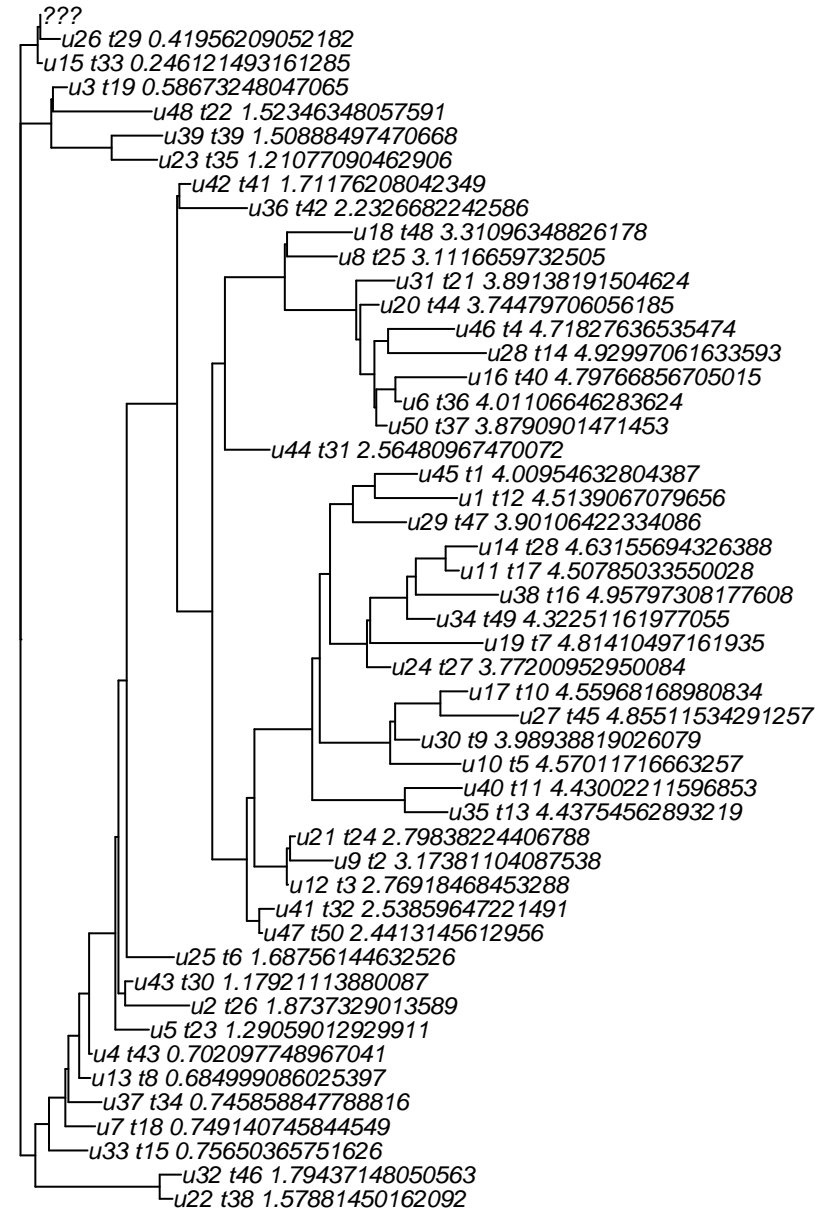 ???
u26 t29 0.41956209052182
u15 t33 0.246121493161285
u3 t19 0.58673248047065
u48 t22 1.52346348057591
u39 t39 1.50888497470668
u23 t35 1.21077090462906
u42 t41 1.71176208042349
u36 t42 2.2326682242586
u18 t48 3.31096348826178
u8 t25 3.1116659732505
u31 t21 3.89138191504624
u20 t44 3.74479706056185
u46 t4 4.71827636535474
u28 t14 4.92997061633593
u16 t40 4.79766856705015
u6 t36 4.01106646283624
u50 t37 3.8790901471453
u44 t31 2.56480967470072
u45 t1 4.00954632804387
u1 t12 4.5139067079656
u29 t47 3.90106422334086
u14 t28 4.63155694326388
u11 t17 4.50785033550028
u38 t16 4.95797308177608
u34 t49 4.32251161977055
u19 t7 4.81410497161935
u24 t27 3.77200952950084
u17 t10 4.55968168980834
u27 t45 4.85511534291257
u30 t9 3.98938819026079
u10 t5 4.57011716663257
u40 t11 4.43002211596853
u35 t13 4.43754562893219
u21 t24 2.79838224406788
u9 t2 3.17381104087538
u12 t3 2.76918468453288
u41 t32 2.53859647221491
u47 t50 2.4413145612956
u25 t6 1.68756144632526
u43 t30 1.17921113880087
u2 t26 1.8737329013589
u5 t23 1.29059012929911
u4 t43 0.702097748967041
u13 t8 0.684999086025397
u37 t34 0.745858847788816
u7 t18 0.749140745844549
u33 t15 0.75650365751626
u32 t46 1.79437148050563
u22 t38 1.57881450162092